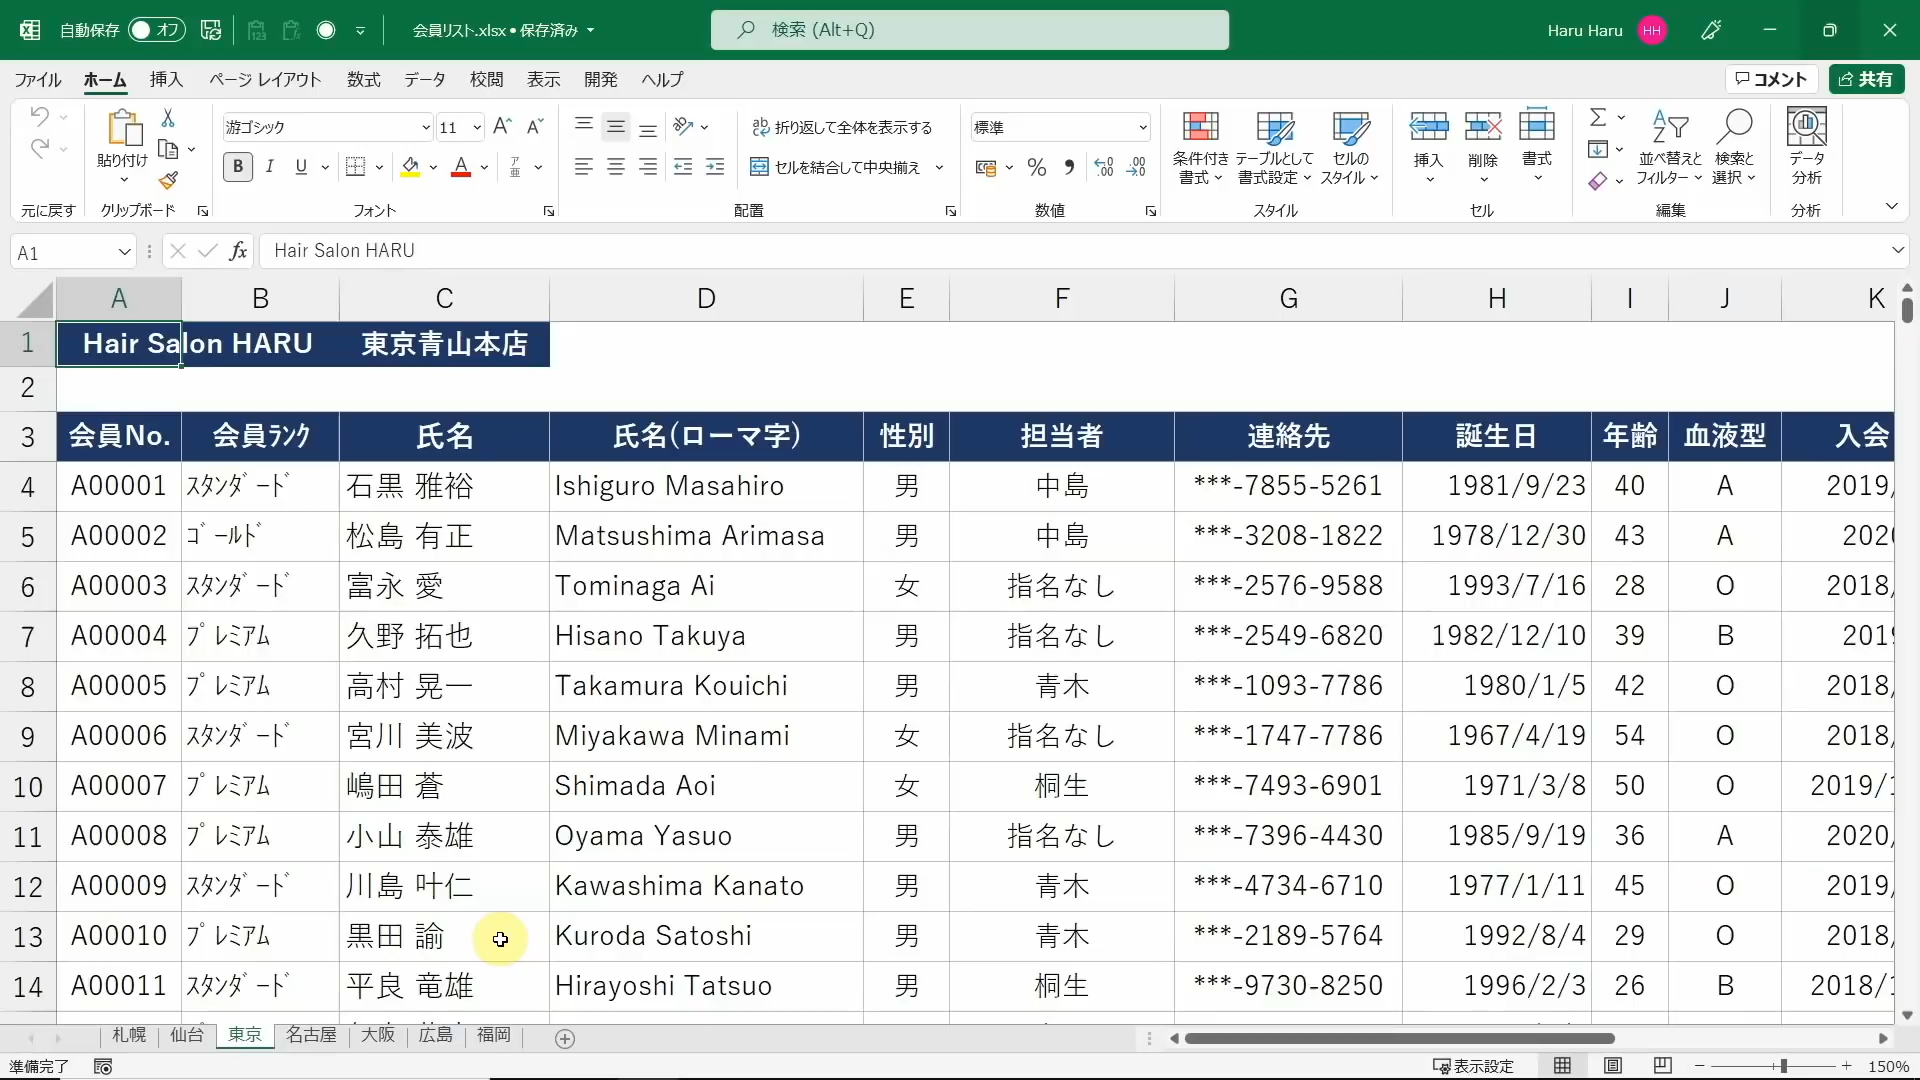 自動保存 オフ 会員リスト.xlsx • 保存済み 検索 (Alt+Q) Haru Haru HH
ファイル ホーム 挿入 ページ レイアウト 数式 データ 校閲 表示 開発 ヘルプ コメント 共有
游ゴシック 11 折り返して全体を表示する 標準
貼り付け B I U A セルを結合して中央揃え % 条件付き 書式 テーブルとして 書式設定 セルの スタイル 挿入 削除 書式 並べ替えと フィルター 検索と 選択 データ 分析
元に戻す クリップボード フォント 配置 数値 スタイル セル 編集 分析
A1 fx Hair Salon HARU
A B C D E F G H I J K
1 Hair Salon HARU 東京青山本店
2
3 会員No. 会員ﾗﾝｸ 氏名 氏名(ローマ字) 性別 担当者 連絡先 誕生日 年齢 血液型 入会
4 A00001 ｽﾀﾝﾀﾞｰﾄﾞ 石黒 雅裕 Ishiguro Masahiro 男 中島 ***-7855-5261 1981/9/23 40 A 2019/
5 A00002 ｺﾞｰﾙﾄﾞ 松島 有正 Matsushima Arimasa 男 中島 ***-3208-1822 1978/12/30 43 A 202
6 A00003 ｽﾀﾝﾀﾞｰﾄﾞ 富永 愛 Tominaga Ai 女 指名なし ***-2576-9588 1993/7/16 28 O 2018/
7 A00004 ﾌﾟﾚﾐｱﾑ 久野 拓也 Hisano Takuya 男 指名なし ***-2549-6820 1982/12/10 39 B 201
8 A00005 ﾌﾟﾚﾐｱﾑ 高村 晃一 Takamura Kouichi 男 青木 ***-1093-7786 1980/1/5 42 O 2018/
9 A00006 ｽﾀﾝﾀﾞｰﾄﾞ 宮川 美波 Miyakawa Minami 女 指名なし ***-1747-7786 1967/4/19 54 O 2018/
10 A00007 ﾌﾟﾚﾐｱﾑ 嶋田 蒼 Shimada Aoi 女 桐生 ***-7493-6901 1971/3/8 50 O 2019/1
11 A00008 ﾌﾟﾚﾐｱﾑ 小山 泰雄 Oyama Yasuo 男 指名なし ***-7396-4430 1985/9/19 36 A 2020/
12 A00009 ｽﾀﾝﾀﾞｰﾄﾞ 川島 叶仁 Kawashima Kanato 男 青木 ***-4734-6710 1977/1/11 45 O 2019/
13 A00010 ﾌﾟﾚﾐｱﾑ 黒田 諭 Kuroda Satoshi 男 青木 ***-2189-5764 1992/8/4 29 O 2018/
14 A00011 ｽﾀﾝﾀﾞｰﾄﾞ 平良 竜雄 Hirayoshi Tatsuo 男 桐生 ***-9730-8250 1996/2/3 26 B 2018/1
札幌 仙台 東京 名古屋 大阪 広島 福岡
準備完了 表示設定 150%